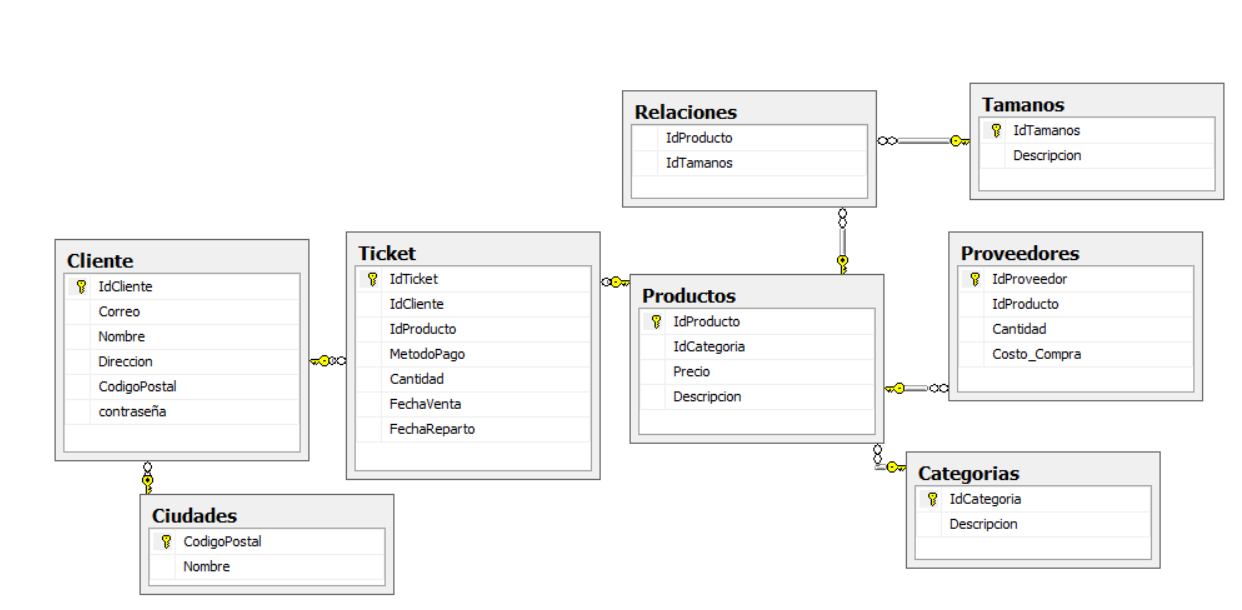 Relaciones
IdProducto
IdTamanos
Tamanos
IdTamanos
Descripcion
Cliente
IdCliente
Correo
Nombre
Direccion
CodigoPostal
contraseña
Ticket
IdTicket
IdCliente
IdProducto
MetodoPago
Cantidad
FechaVenta
FechaReparto
Productos
IdProducto
IdCategoria
Precio
Descripcion
Proveedores
IdProveedor
IdProducto
Cantidad
Costo_Compra
Ciudades
CodigoPostal
Nombre
Categorias
IdCategoria
Descripcion